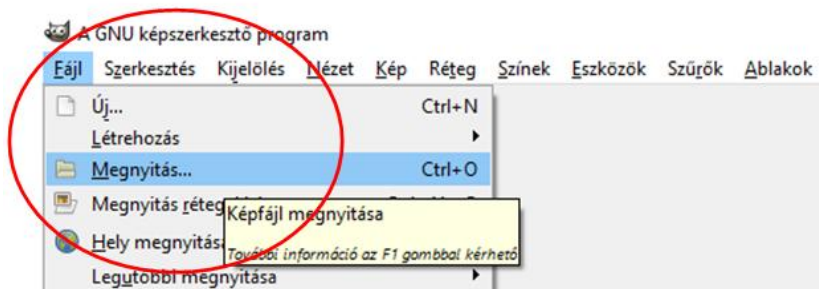 A GNU képszerkesztő program
Fájl Szerkesztés Kijelölés Nézet Kép Réteg Színek Eszközök Szűrők Ablakok
Új... Ctrl+N
Létrehozás
Megnyitás... Ctrl+O
Megnyitás
Képfájl megnyitása
Hely megnyitása
További információ az F1 gombbal kérhető
Legutóbbi megnyitása